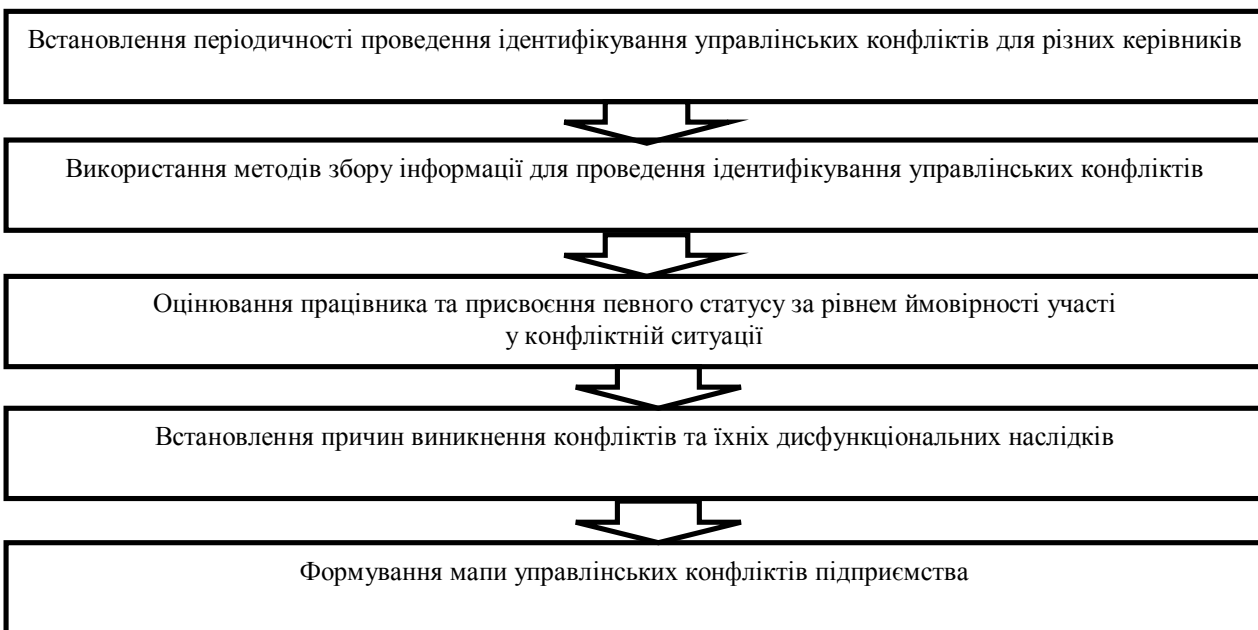 Встановлення періодичності проведення ідентифікування управлінських конфліктів для різних керівників
Використання методів збору інформації для проведення ідентифікування управлінських конфліктів
Оцінювання працівника та присвоєння певного статусу за рівнем ймовірності участі
у конфліктній ситуації
Встановлення причин виникнення конфліктів та їхніх дисфункціональних наслідків
Формування мапи управлінських конфліктів підприємства